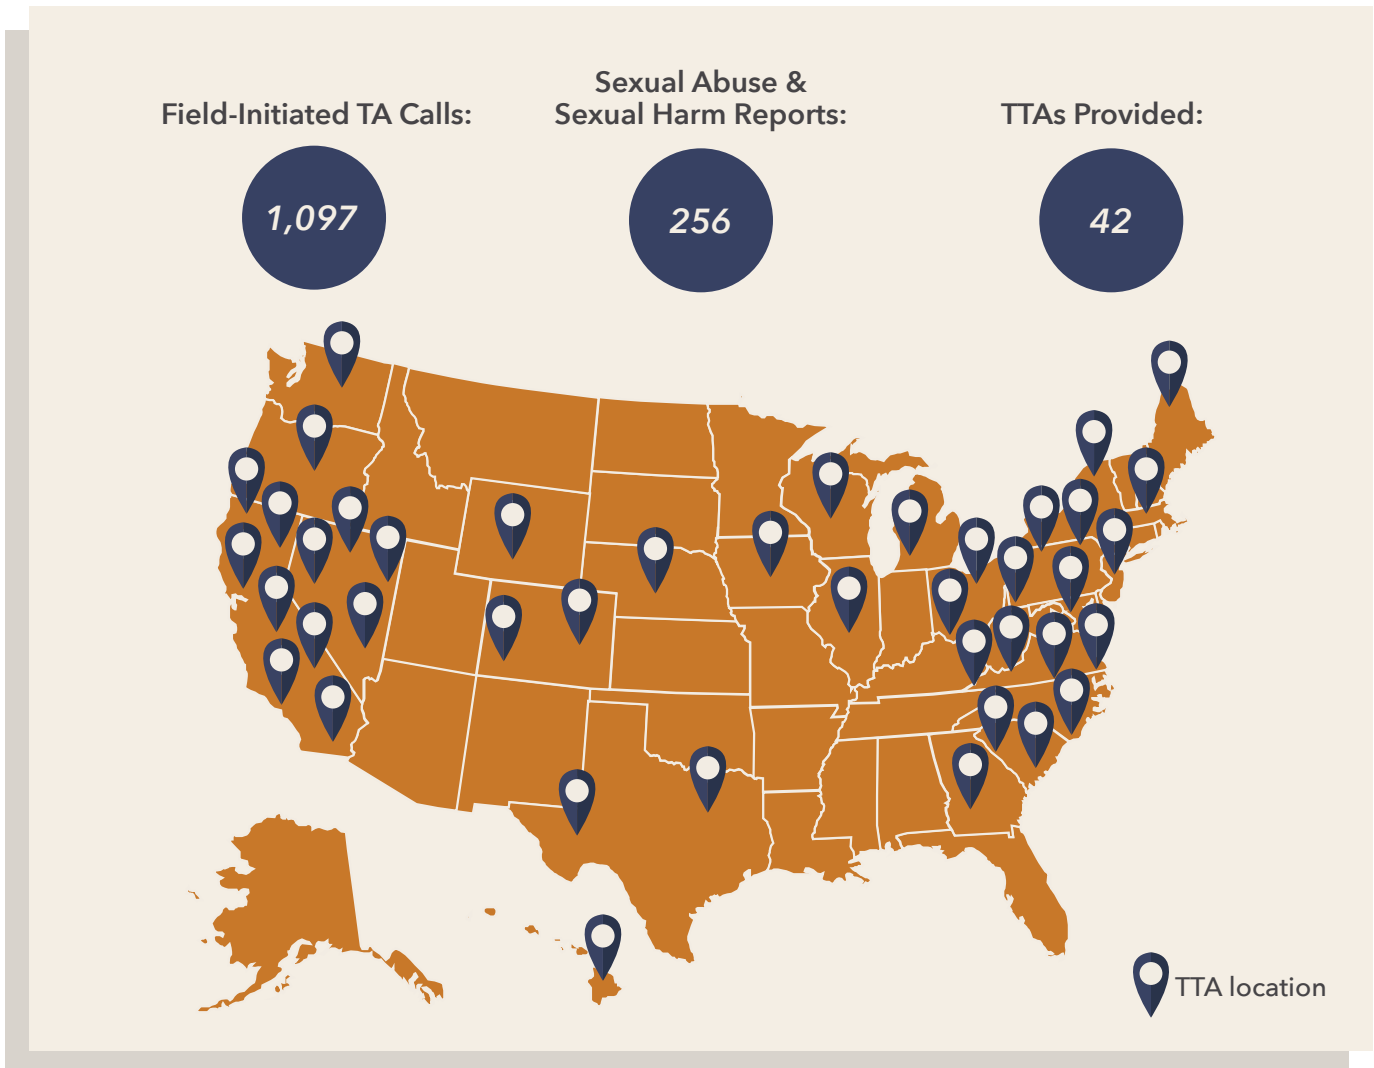 Field-Initiated TA Calls:
1,097
Sexual Abuse &
Sexual Harm Reports:
256
TTAs Provided:
42
TTA location